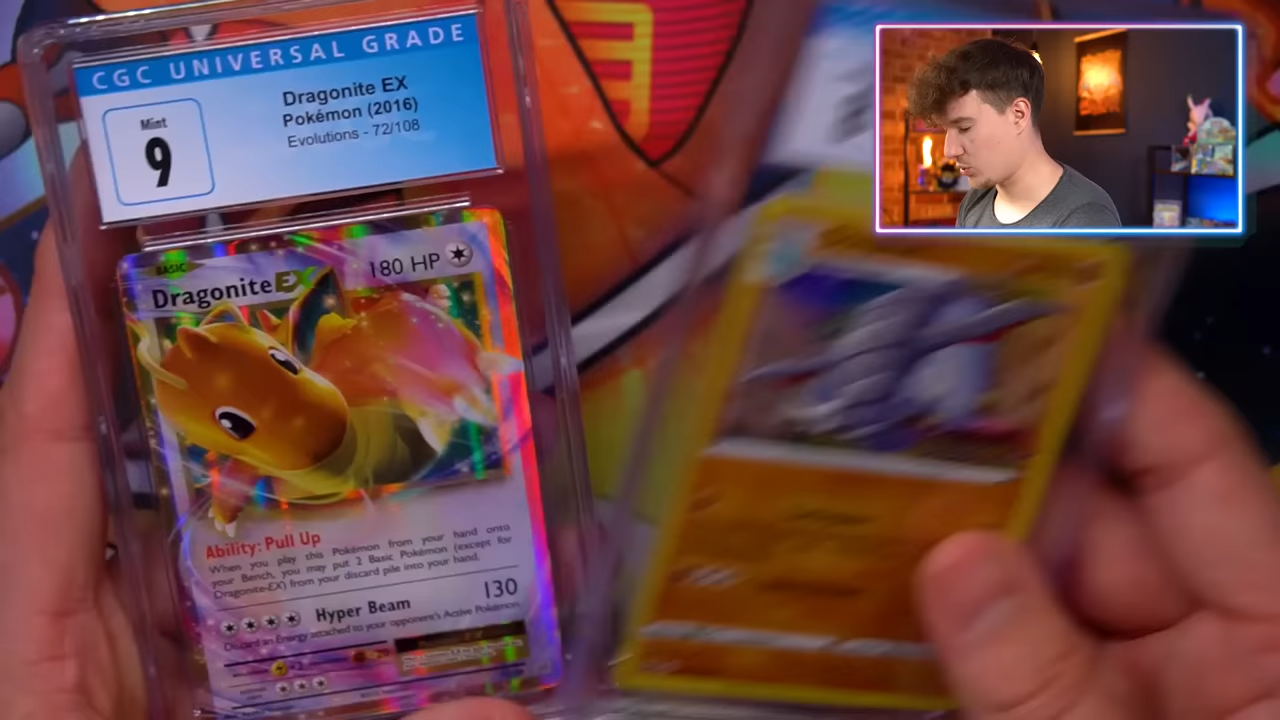 CGC UNIVERSAL GRADE
Mint
9
Dragonite EX
Pokémon (2016)
Evolutions - 72/108
BASIC
Dragonite EX
180 HP
Ability: Pull Up
When you play this Pokémon from your hand onto
your Bench, you may put 2 Basic Pokémon (except for
Dragonite-EX) from your discard pile into your hand.
Hyper Beam 130
Discard an Energy attached to your opponent's Active Pokémon.